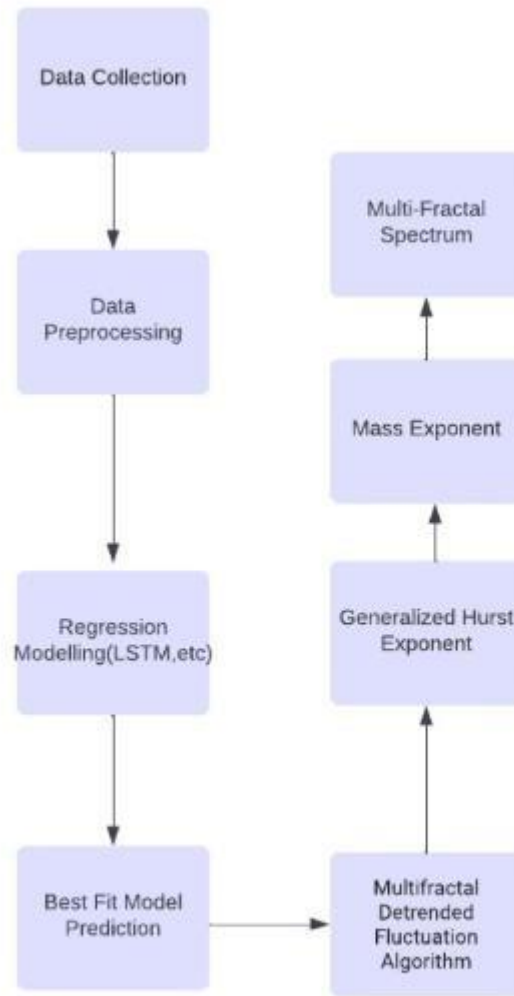 Data Collection
Data
Preprocessing
Regression
Modelling(LSTM,etc)
Best Fit Model
Prediction
Multifractal
Detrended
Fluctuation
Algorithm
Generalized Hurst
Exponent
Mass Exponent
Multi-Fractal
Spectrum